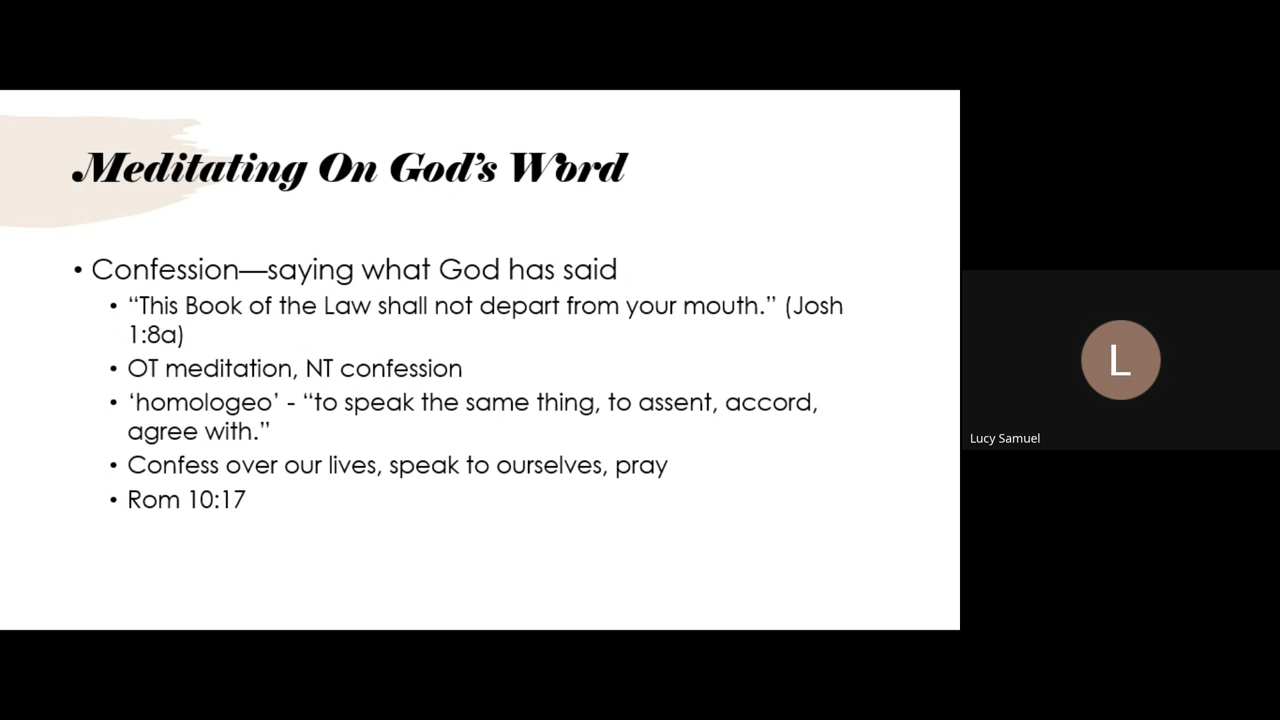 Meditating On God’s Word
• Confession—saying what God has said
• “This Book of the Law shall not depart from your mouth.” (Josh
1:8a)
• OT meditation, NT confession
• ‘homologeo’ - “to speak the same thing, to assent, accord,
agree with.”
• Confess over our lives, speak to ourselves, pray
• Rom 10:17
L
Lucy Samuel